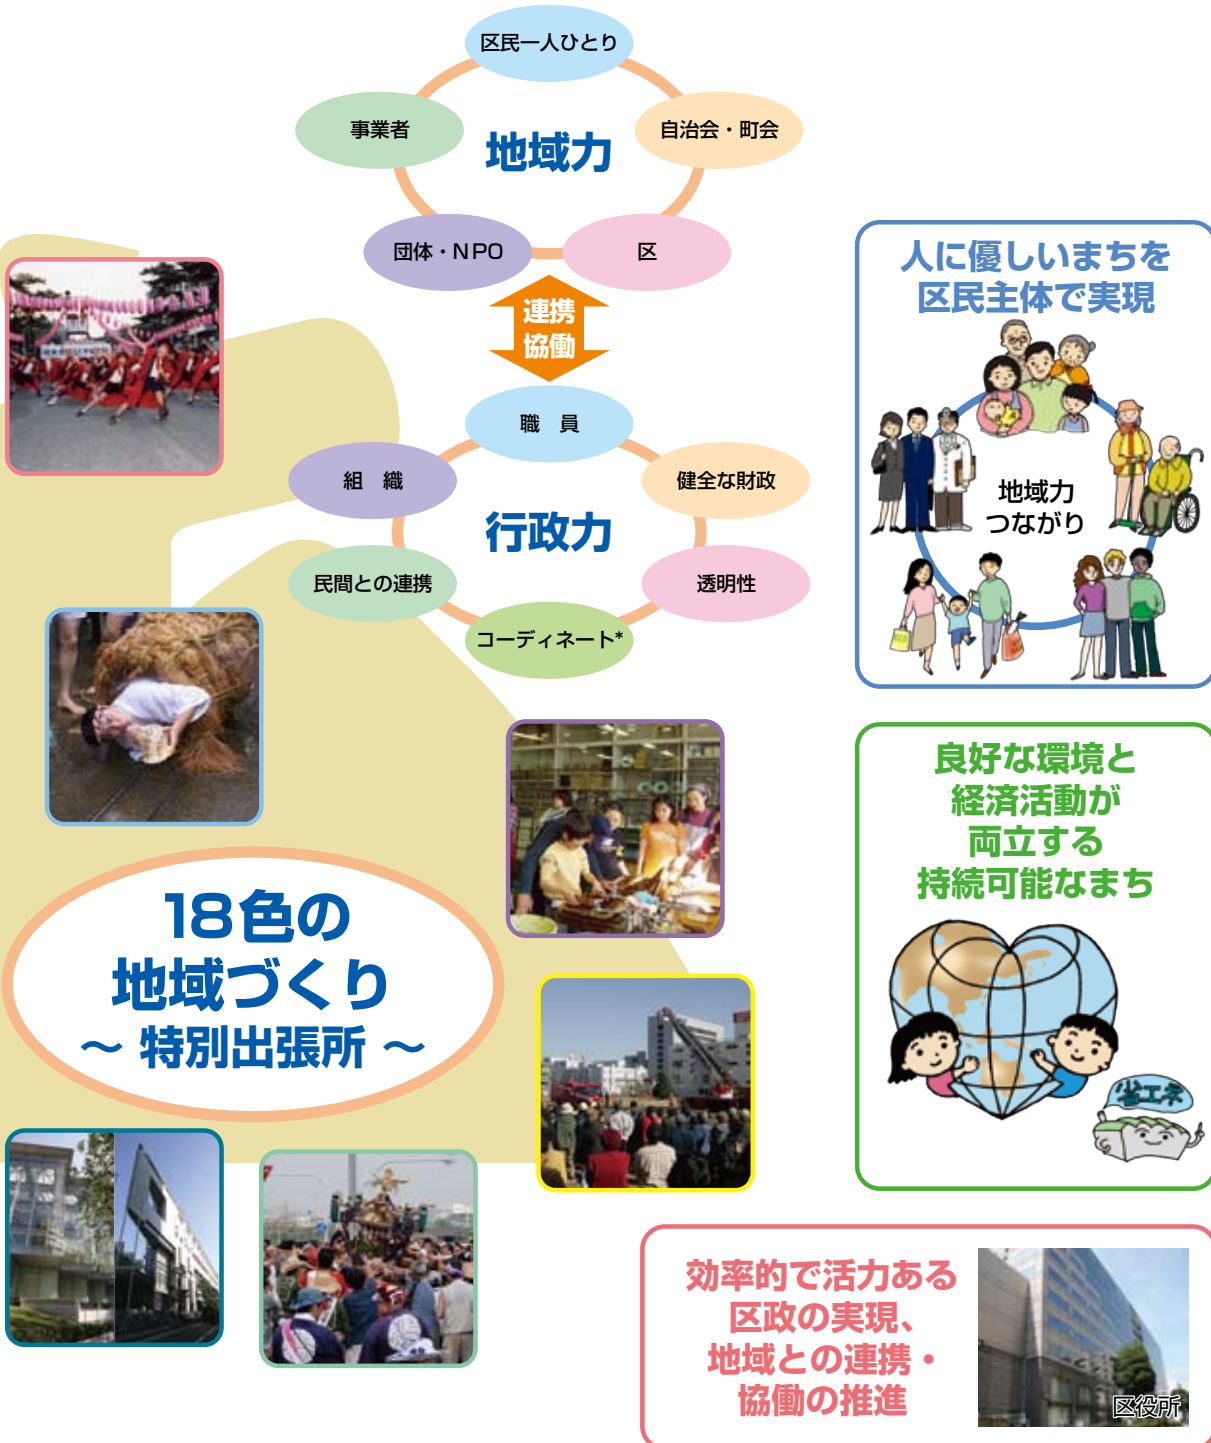 区民一人ひとり
事業者
自治会・町会
地域力
団体・NPO
区
連携
協働
職　員
組　織
健全な財政
行政力
民間との連携
透明性
コーディネート*
18色の
地域づくり
～ 特別出張所 ～
人に優しいまちを
区民主体で実現
地域力
つながり
良好な環境と
経済活動が
両立する
持続可能なまち
省エネ
効率的で活力ある
区政の実現、
地域との連携・
協働の推進
区役所